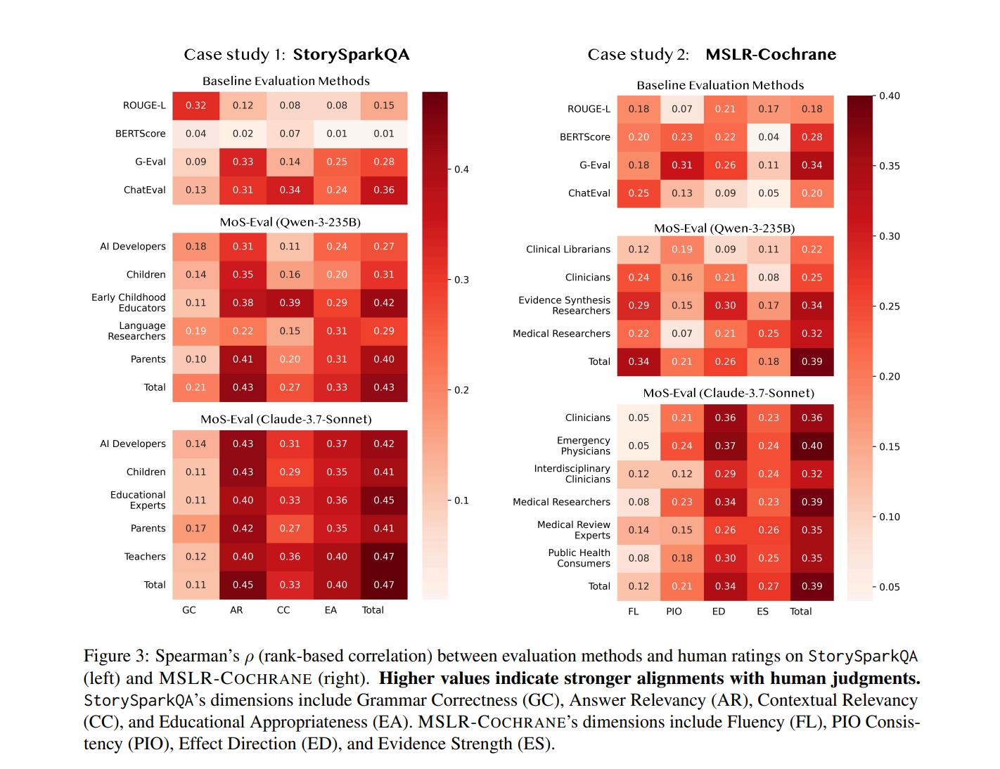 Case study 1: StorySparkQA
Baseline Evaluation Methods
ROUGE-L 0.32 0.12 0.08 0.08 0.15
BERTScore 0.04 0.02 0.07 0.01 0.01
G-Eval 0.09 0.33 0.14 0.25 0.28
ChatEval 0.13 0.31 0.34 0.24 0.36
MoS-Eval (Qwen-3-235B)
AI Developers 0.18 0.31 0.11 0.24 0.27
Children 0.14 0.35 0.16 0.20 0.31
Early Childhood
Educators 0.11 0.38 0.39 0.29 0.42
Language
Researchers 0.19 0.22 0.15 0.31 0.29
Parents 0.10 0.41 0.20 0.31 0.40
Total 0.21 0.43 0.27 0.33 0.43
MoS-Eval (Claude-3.7-Sonnet)
AI Developers 0.14 0.43 0.31 0.37 0.42
Children 0.11 0.43 0.29 0.35 0.41
Educational
Experts 0.11 0.40 0.33 0.36 0.45
Parents 0.17 0.42 0.27 0.35 0.41
Teachers 0.12 0.40 0.36 0.40 0.47
Total 0.11 0.45 0.33 0.40 0.47
GC AR CC EA Total
0.4
0.3
0.2
0.1
Case study 2: MSLR-Cochrane
Baseline Evaluation Methods
ROUGE-L 0.18 0.07 0.21 0.17 0.18
BERTScore 0.20 0.23 0.22 0.04 0.28
G-Eval 0.18 0.31 0.26 0.11 0.34
ChatEval 0.25 0.13 0.09 0.05 0.20
MoS-Eval (Qwen-3-235B)
Clinical Librarians 0.12 0.19 0.09 0.11 0.22
Clinicians 0.24 0.16 0.21 0.08 0.25
Evidence Synthesis
Researchers 0.29 0.15 0.30 0.17 0.34
Medical Researchers 0.22 0.07 0.21 0.25 0.32
Total 0.34 0.21 0.26 0.18 0.39
MoS-Eval (Claude-3.7-Sonnet)
Clinicians 0.05 0.21 0.36 0.23 0.36
Emergency
Physicians 0.05 0.24 0.37 0.24 0.40
Interdisciplinary
Clinicians 0.12 0.12 0.29 0.24 0.32
Medical Researchers 0.08 0.23 0.34 0.23 0.39
Medical Review
Experts 0.14 0.15 0.26 0.26 0.35
Public Health
Consumers 0.08 0.18 0.30 0.25 0.35
Total 0.12 0.21 0.34 0.27 0.39
FL PIO ED ES Total
0.40
0.35
0.30
0.25
0.20
0.15
0.10
0.05
Figure 3: Spearman's ρ (rank-based correlation) between evaluation methods and human ratings on StorySparkQA
(left) and MSLR-COCHRANE (right). Higher values indicate stronger alignments with human judgments.
StorySparkQA's dimensions include Grammar Correctness (GC), Answer Relevancy (AR), Contextual Relevancy
(CC), and Educational Appropriateness (EA). MSLR-COCHRANE's dimensions include Fluency (FL), PIO Consis-
tency (PIO), Effect Direction (ED), and Evidence Strength (ES).